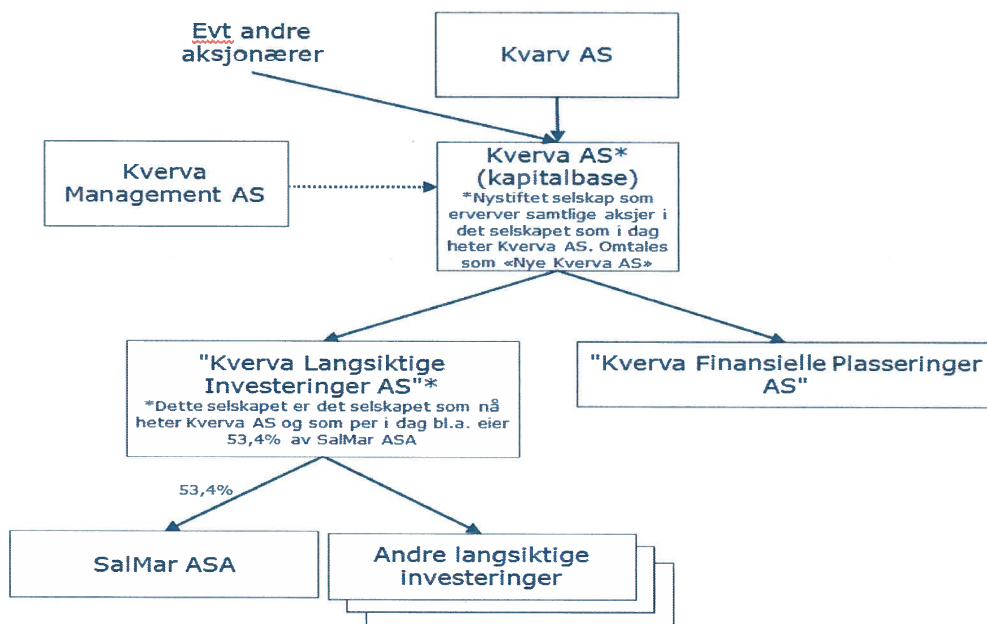 Evt andre
aksjonærer
Kvarv AS
Kverva
Management AS
Kverva AS*
(kapitalbase)
*Nystiftet selskap som
erverver samtlige aksjer i
det selskapet som i dag
heter Kverva AS. Omtales
som «Nye Kverva AS»
"Kverva Langsiktige
Investeringer AS"*
*Dette selskapet er det selskapet som nå
heter Kverva AS og som per i dag bl.a. eier
53,4% av SalMar ASA
"Kverva Finansielle Plasseringer
AS"
53,4%
SalMar ASA
Andre langsiktige
investeringer